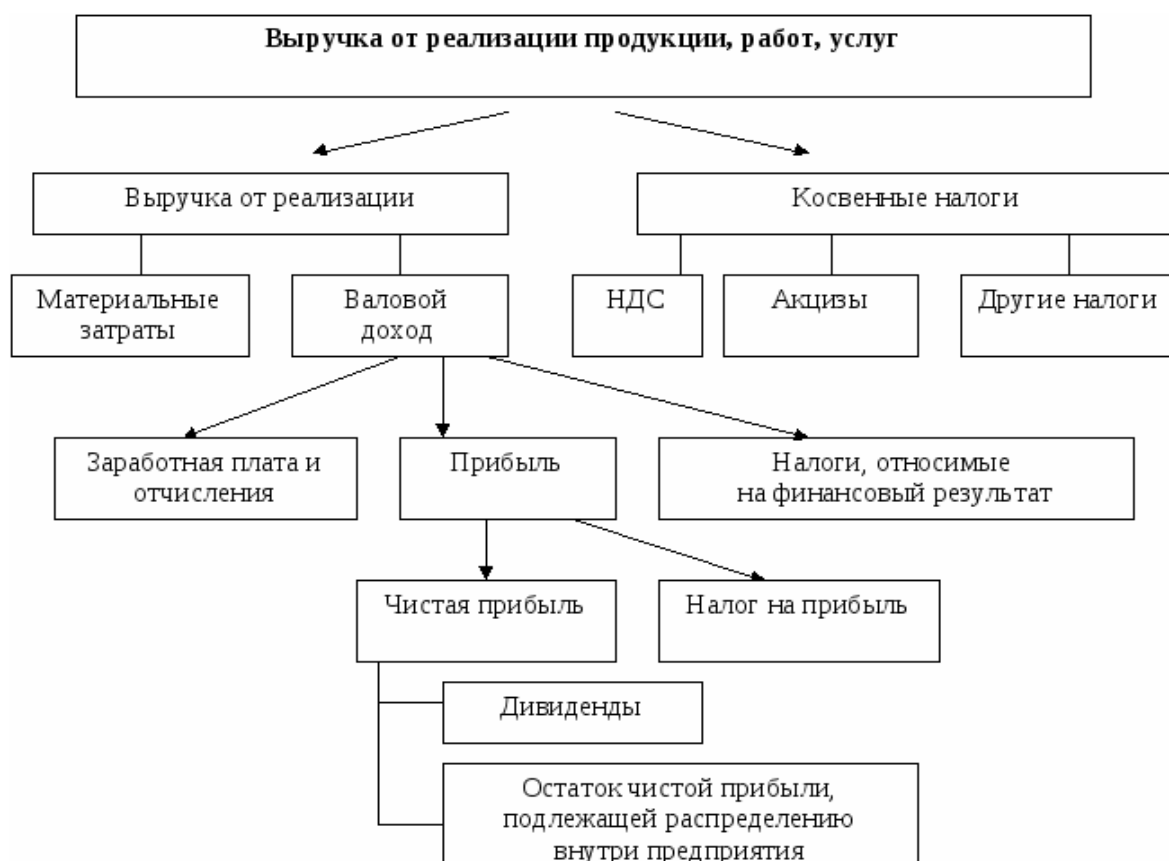 Выручка от реализации продукции, работ, услуг
Выручка от реализации
Косвенные налоги
Материальные
затраты
Валовой
доход
НДС
Акцизы
Другие налоги
Заработная плата и
отчисления
Прибыль
Налоги, относимые
на финансовый результат
Чистая прибыль
Налог на прибыль
Дивиденды
Остаток чистой прибыли,
подлежащей распределению
внутри предприятия